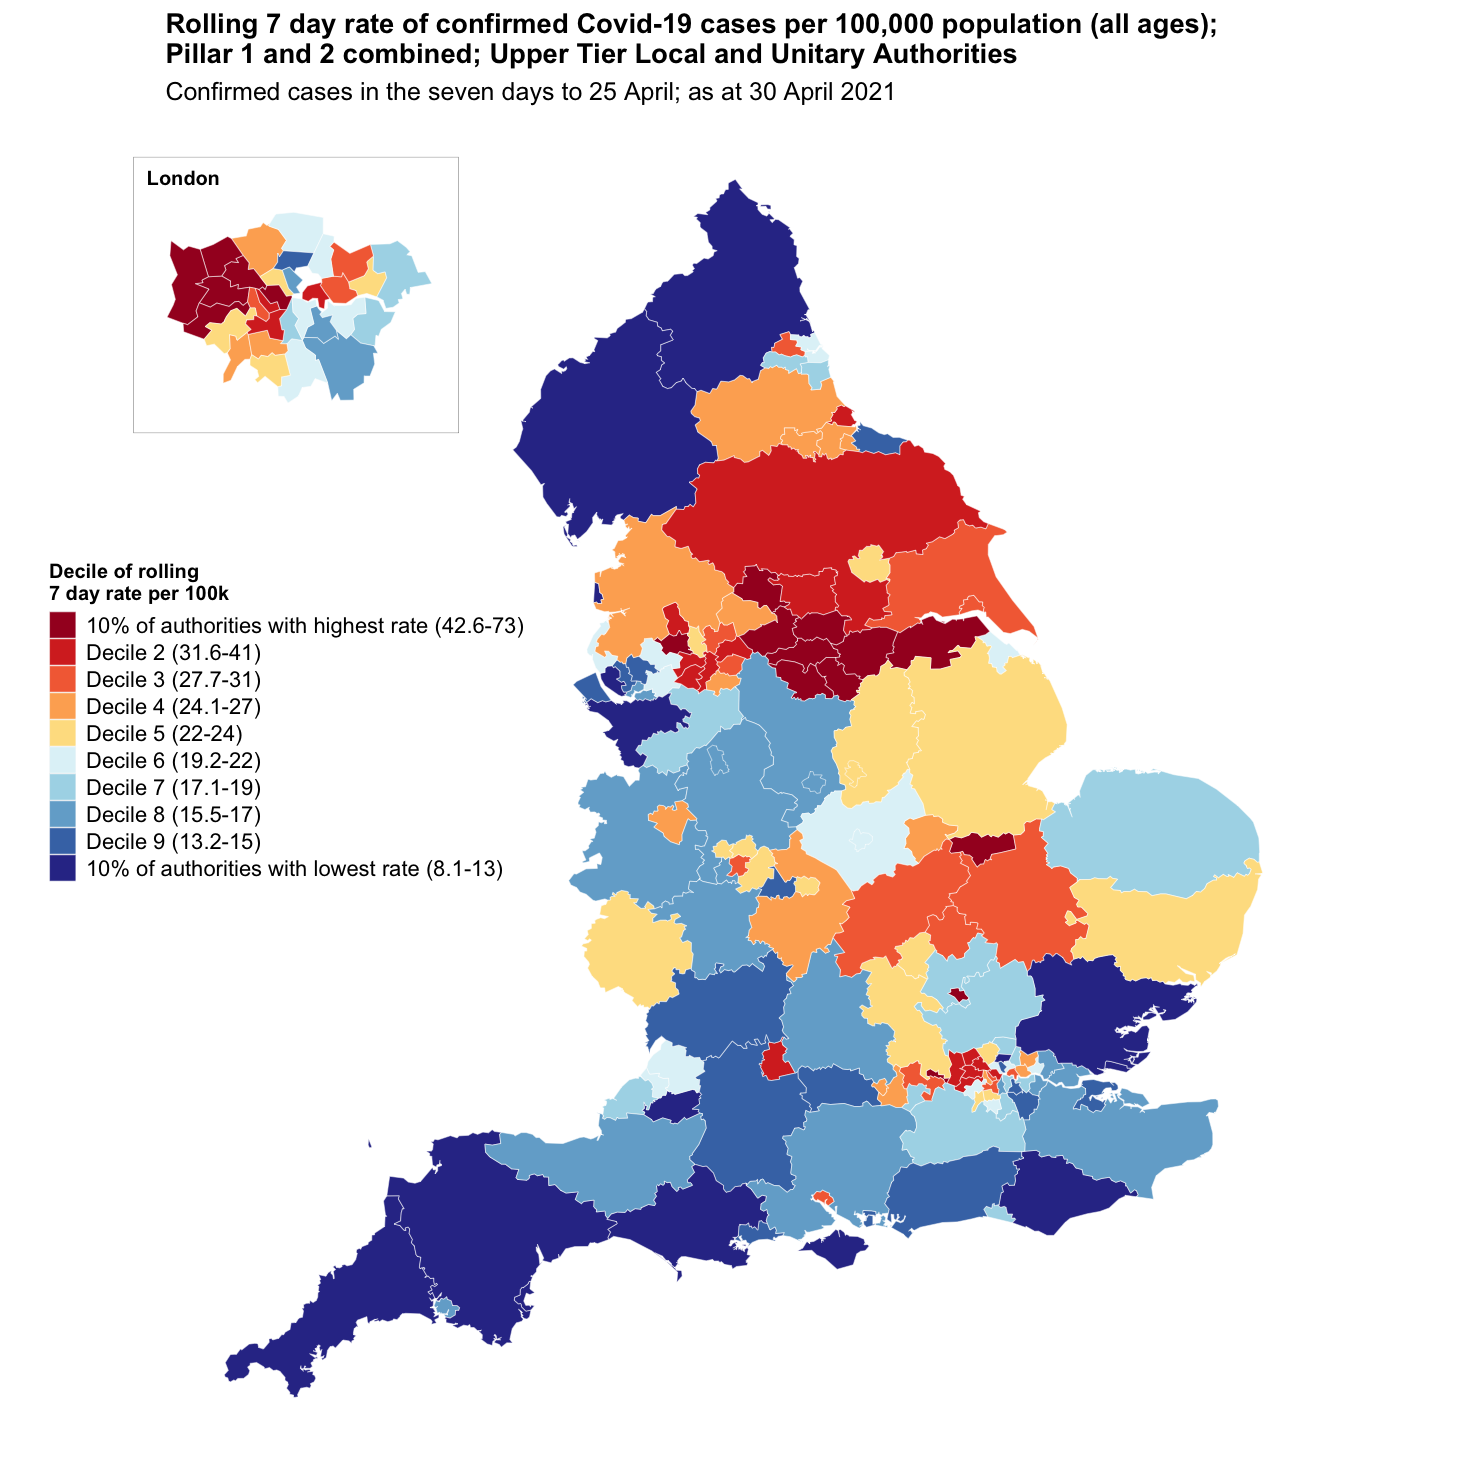 Rolling 7 day rate of confirmed Covid-19 cases per 100,000 population (all ages);
Pillar 1 and 2 combined; Upper Tier Local and Unitary Authorities
Confirmed cases in the seven days to 25 April; as at 30 April 2021
London
Decile of rolling
7 day rate per 100k
10% of authorities with highest rate (42.6-73)
Decile 2 (31.6-41)
Decile 3 (27.7-31)
Decile 4 (24.1-27)
Decile 5 (22-24)
Decile 6 (19.2-22)
Decile 7 (17.1-19)
Decile 8 (15.5-17)
Decile 9 (13.2-15)
10% of authorities with lowest rate (8.1-13)